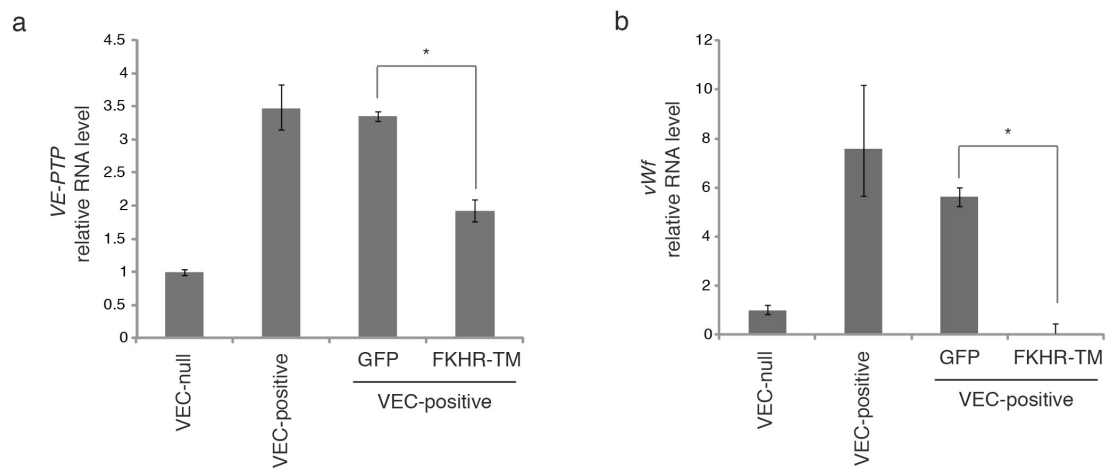 a
VE-PTP
relative RNA level
4.5
4
3.5
3
2.5
2
1.5
1
0.5
0
*
VEC-null
VEC-positive
GFP
FKHR-TM
VEC-positive
b
vWf
relative RNA level
12
10
8
6
4
2
0
*
VEC-null
VEC-positive
GFP
FKHR-TM
VEC-positive